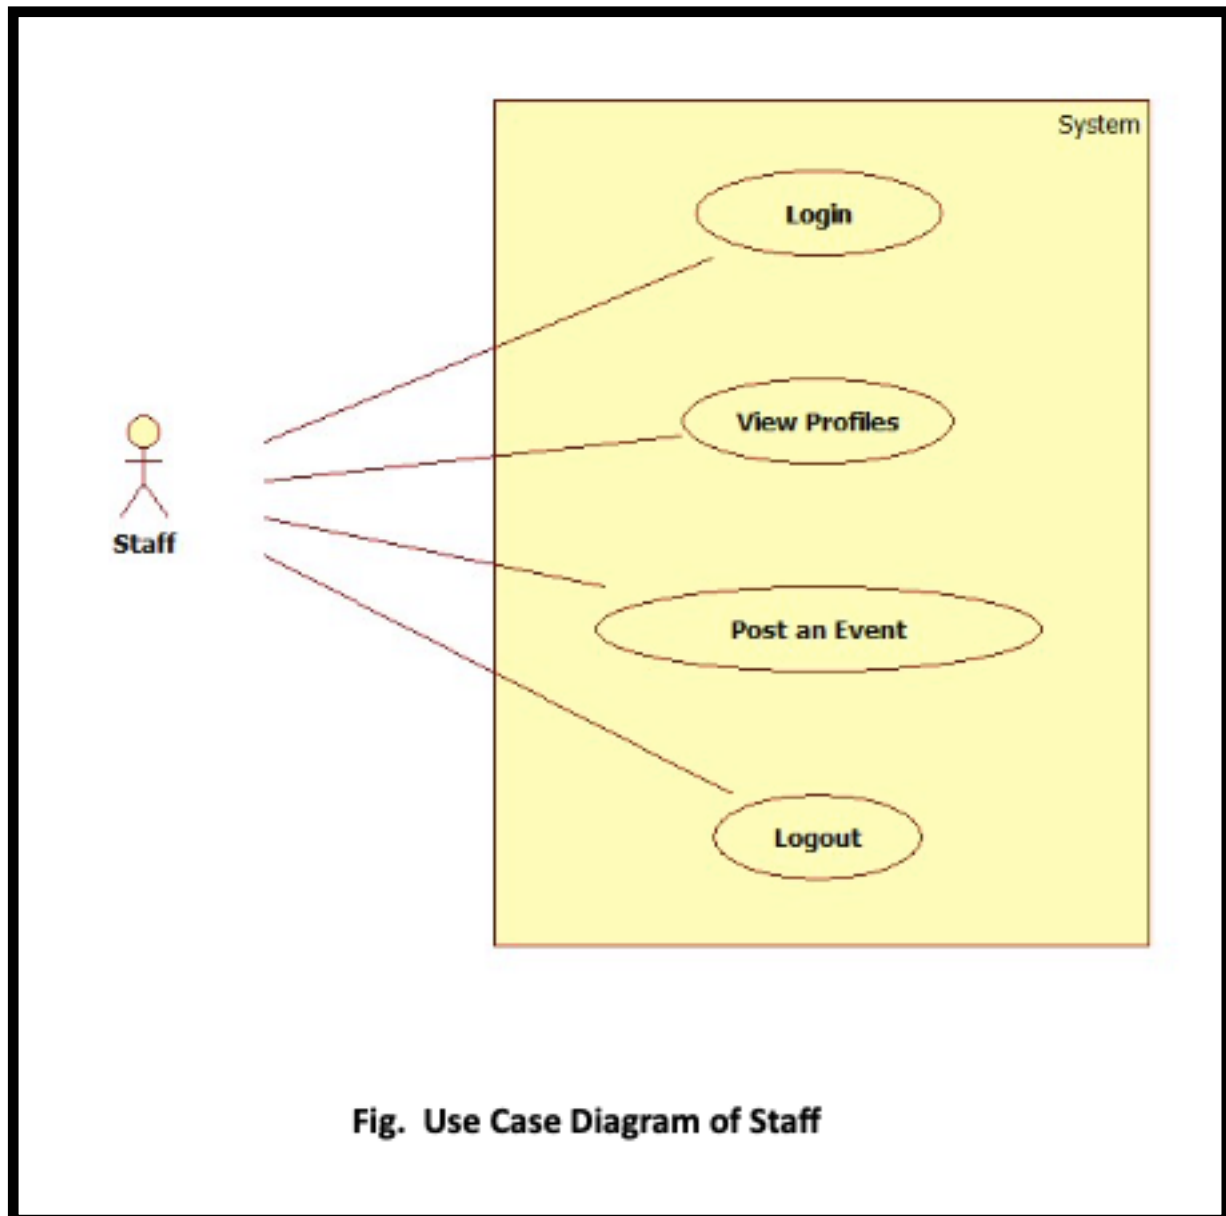 System
Login
View Profiles
Staff
Post an Event
Logout
Fig.  Use Case Diagram of Staff